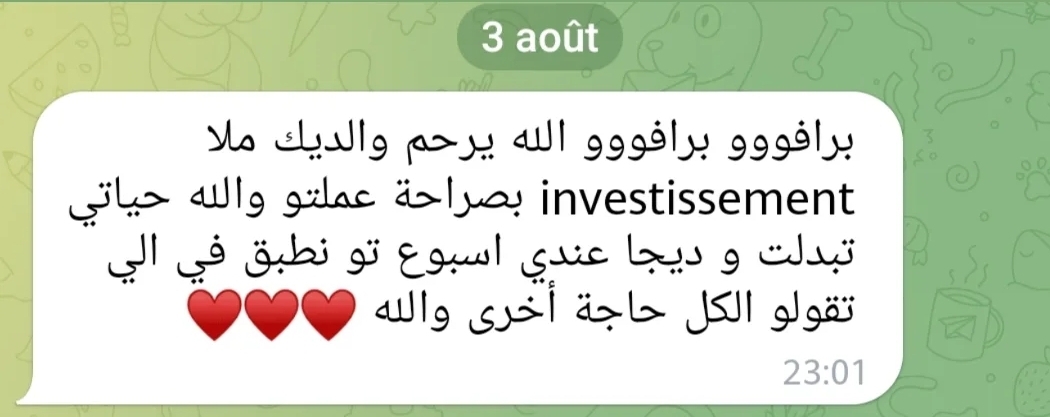 3 août
برافووو برافووو الله يرحم والديك ملا
investissement بصراحة عملتو والله حياتي
تبدلت و ديجا عندي اسبوع تو نطبق في الي
تقولو الكل حاجة أخرى والله ♥️♥️♥️
23:01